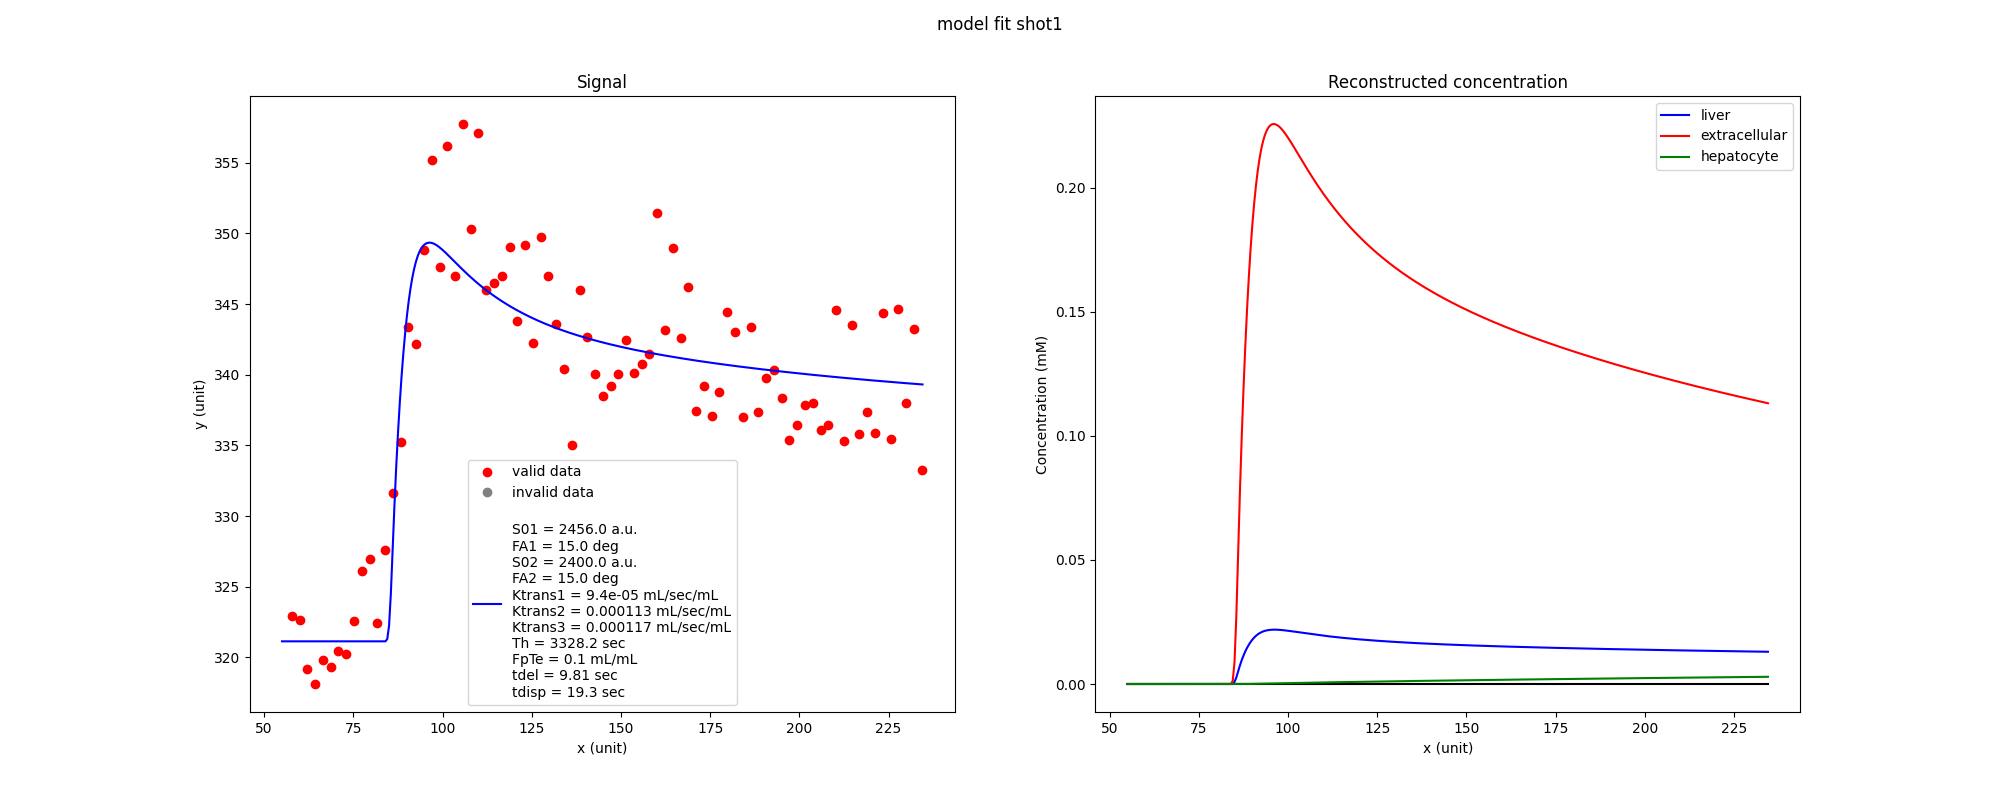 model fit shot1
Signal
355
350
345
340
335
330
325
320
y (unit)
valid data
invalid data
S01 = 2456.0 a.u.
FA1 = 15.0 deg
S02 = 2400.0 a.u.
FA2 = 15.0 deg
Ktrans1 = 9.4e-05 mL/sec/mL
Ktrans2 = 0.000113 mL/sec/mL
Ktrans3 = 0.000117 mL/sec/mL
Th = 3328.2 sec
FpTe = 0.1 mL/mL
tdel = 9.81 sec
tdisp = 19.3 sec
50 75 100 125 150 175 200 225
x (unit)
Reconstructed concentration
liver
extracellular
hepatocyte
0.20
0.15
0.10
0.05
0.00
Concentration (mM)
50 75 100 125 150 175 200 225
x (unit)